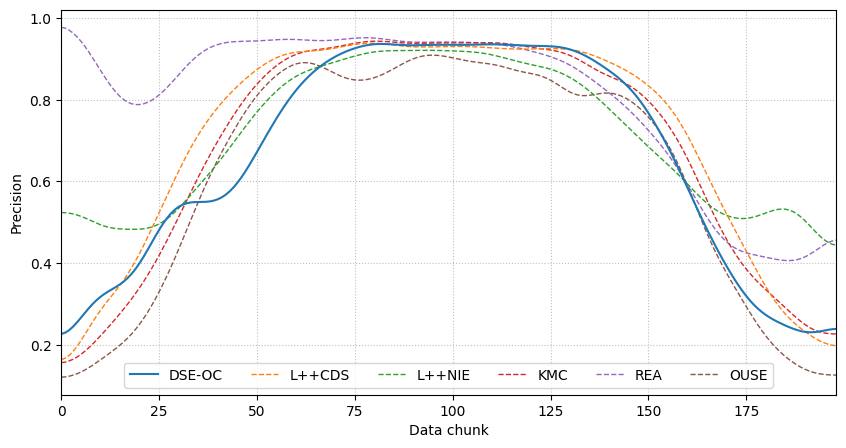 1.0
0.8
0.6
0.4
0.2
Precision
DSE-OC L++CDS L++NIE KMC REA OUSE
0 25 50 75 100 125 150 175
Data chunk